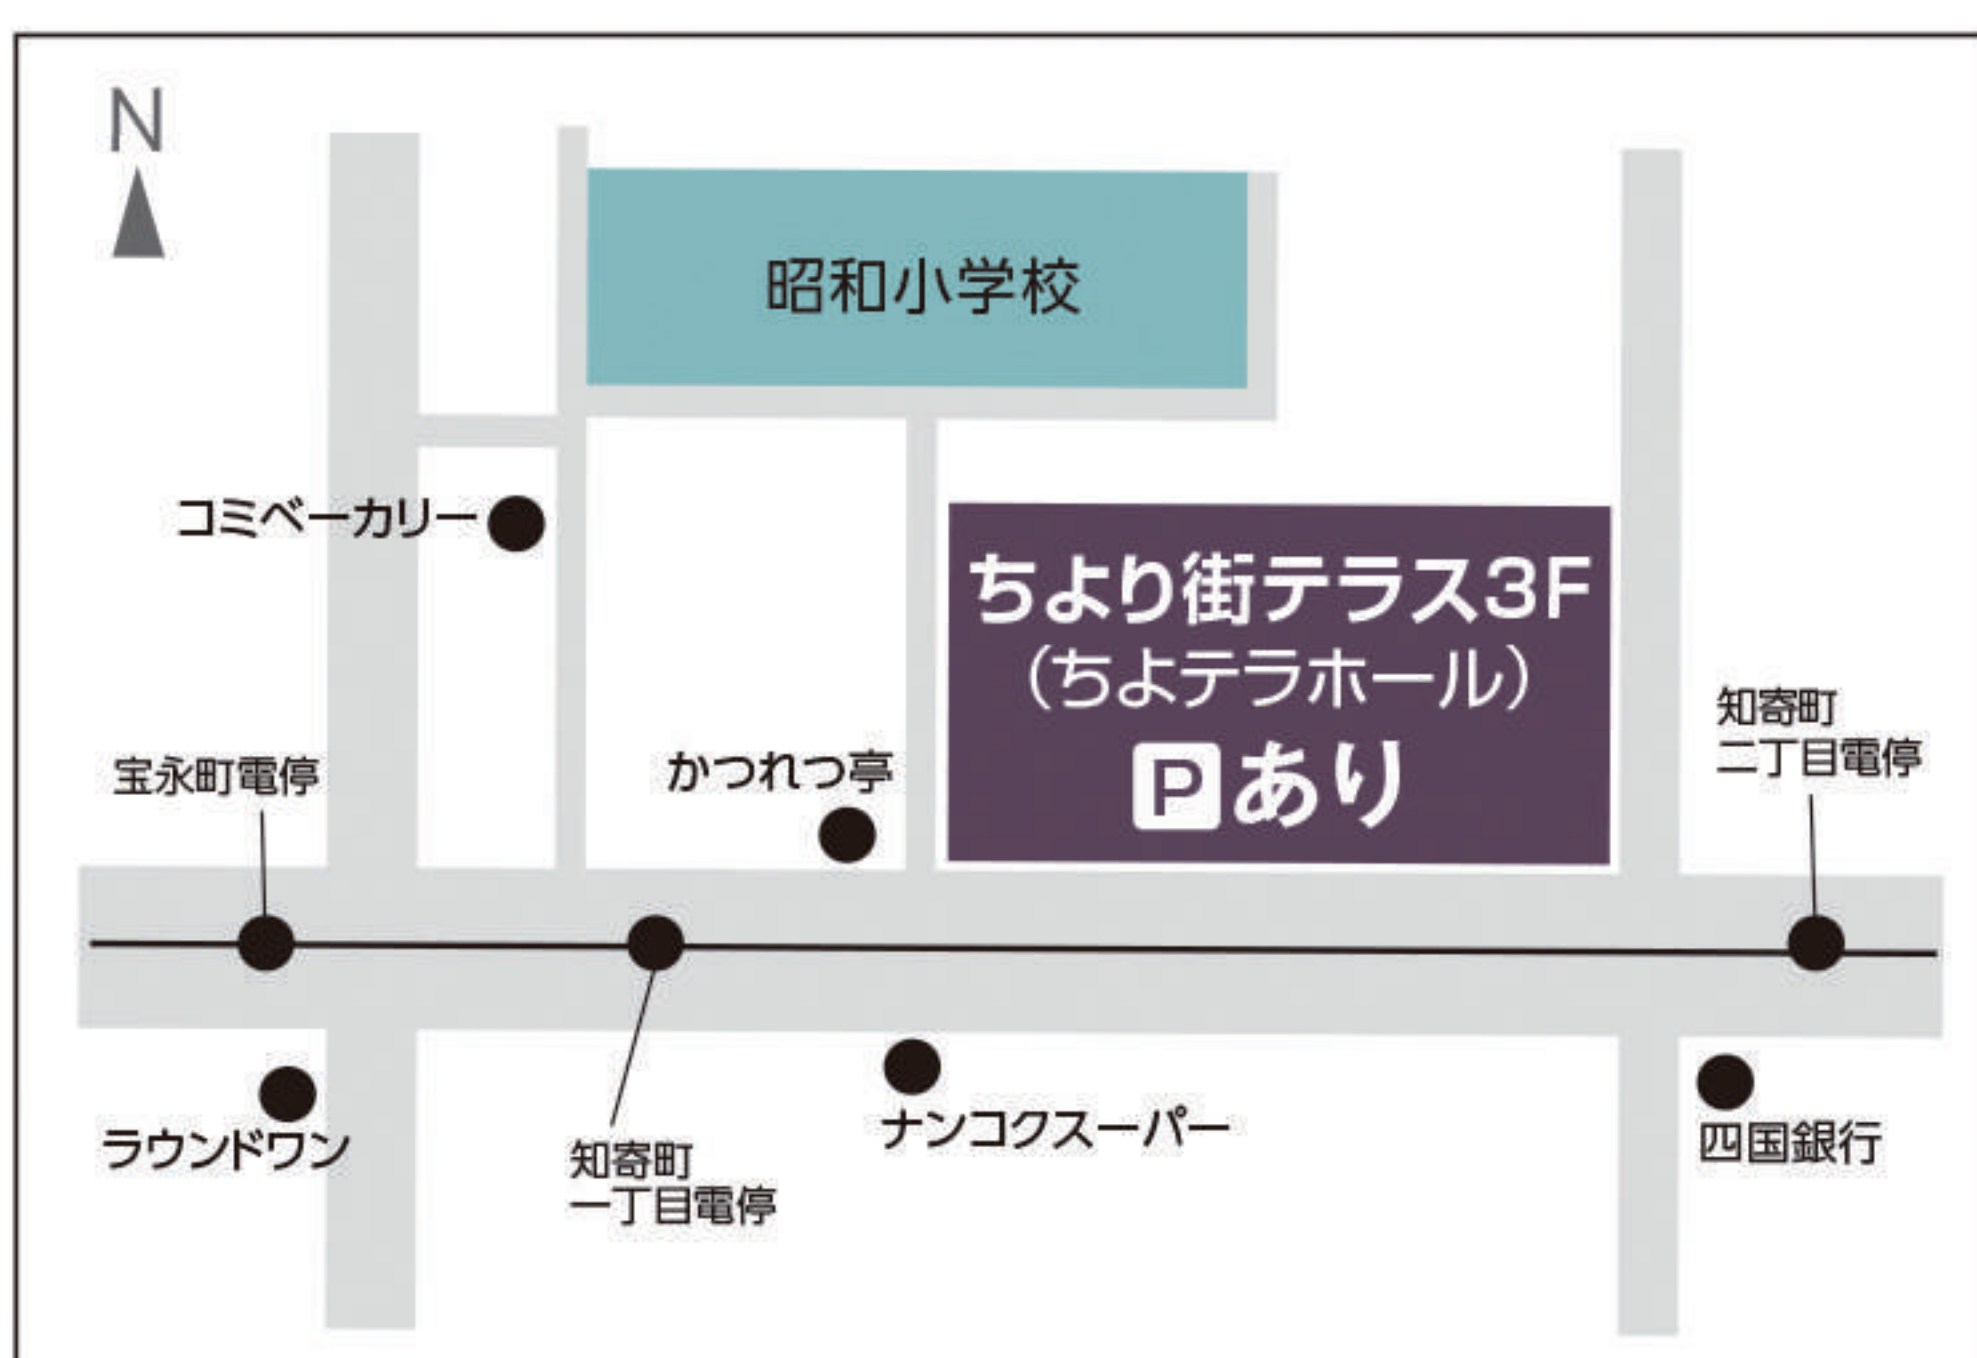 N
昭和小学校
コミベーカリー
ちより街テラス3F
(ちよテラホール)
Pあり
知寄町
二丁目電停
宝永町電停
かつれつ亭
ラウンドワン
知寄町
一丁目電停
ナンコクスーパー
四国銀行